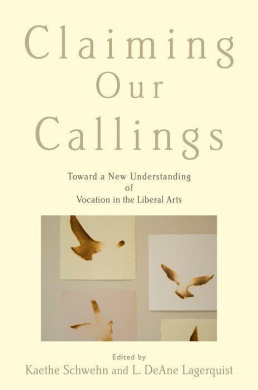 Claiming
Our
Callings
Toward a New Understanding
of
Vocation in the Liberal Arts
Edited by
Kaethe Schwehn and L. DeAne Lagerquist